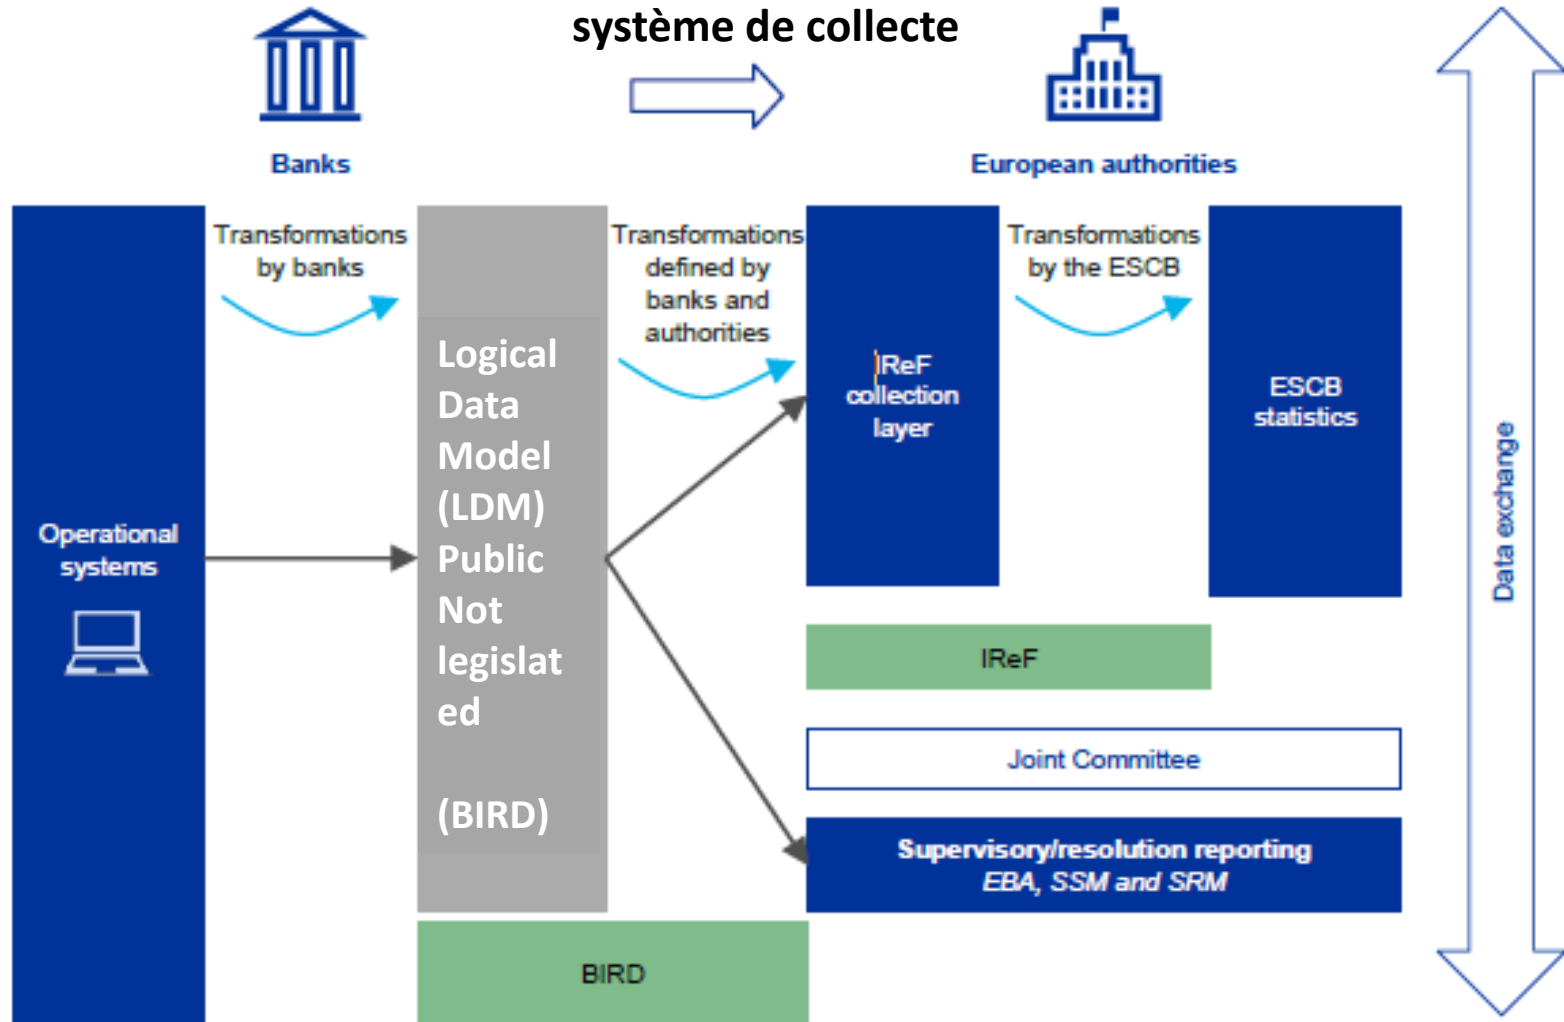 système de collecte
Banks
European authorities
Transformations
by banks
Transformations
defined by
banks and
authorities
Transformations
by the ESCB
Operational
systems
Logical
Data
Model
(LDM)
Public
Not
legislat
ed
(BIRD)
IReF
collection
layer
ESCB
statistics
Data exchange
IReF
Joint Committee
Supervisory/resolution reporting
EBA, SSM and SRM
BIRD